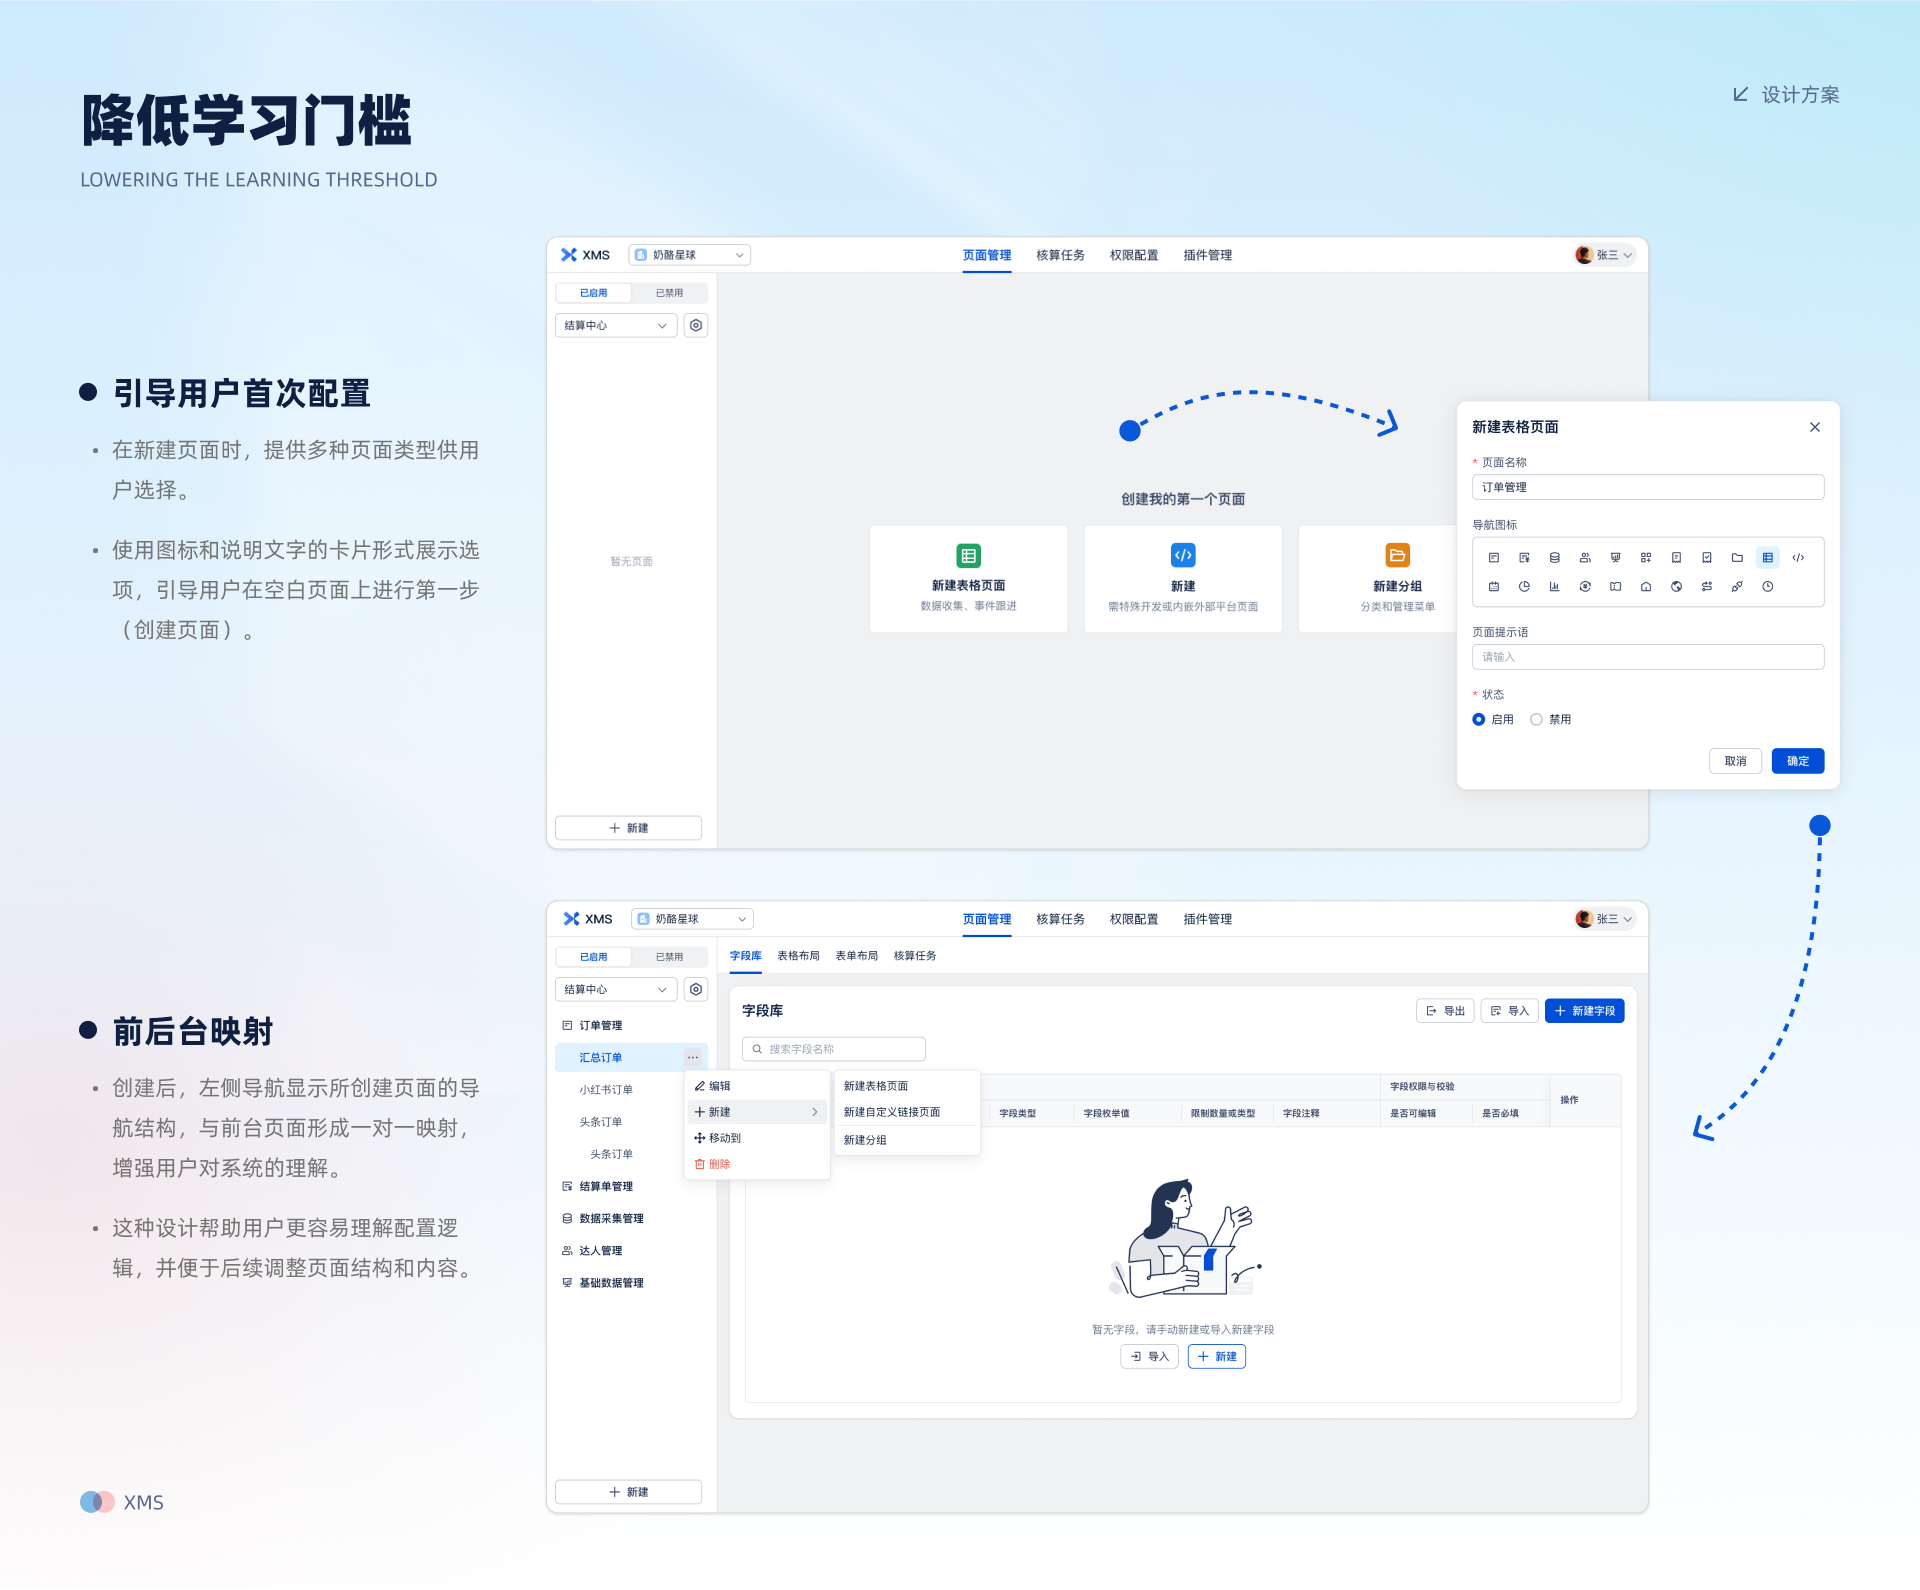 降低学习门槛
LOWERING THE LEARNING THRESHOLD
设计方案
引导用户首次配置
在新建页面时，提供多种页面类型供用
户选择。
使用图标和说明文字的卡片形式展示选
项，引导用户在空白页面上进行第一步
（创建页面）。
XMS
奶酪星球
页面管理
核算任务
权限配置
插件管理
张三
已启用
已禁用
结算中心
暂无页面
新建
创建我的第一个页面
新建表格页面
数据收集、事件跟进
新建
需特殊开发或内嵌外部平台页面
新建分组
分类和管理菜单
新建表格页面
* 页面名称
订单管理
导航图标
页面提示语
请输入
* 状态
启用
禁用
取消
确定
前后台映射
创建后，左侧导航显示所创建页面的导
航结构，与前台页面形成一对一映射，
增强用户对系统的理解。
这种设计帮助用户更容易理解配置逻
辑，并便于后续调整页面结构和内容。
XMS
奶酪星球
页面管理
核算任务
权限配置
插件管理
张三
已启用
已禁用
结算中心
订单管理
汇总订单
小红书订单
头条订单
头条订单
结算单管理
数据采集管理
达人管理
基础数据管理
新建
编辑
新建
移动到
删除
新建表格页面
新建自定义链接页面
新建分组
字段库
表格布局
表单布局
核算任务
字段库
导出
导入
新建字段
搜索字段名称
字段权限与校验
操作
字段类型
字段枚举值
限制数量或类型
字段注释
是否可编辑
是否必填
暂无字段，请手动新建或导入新建字段
导入
新建
XMS